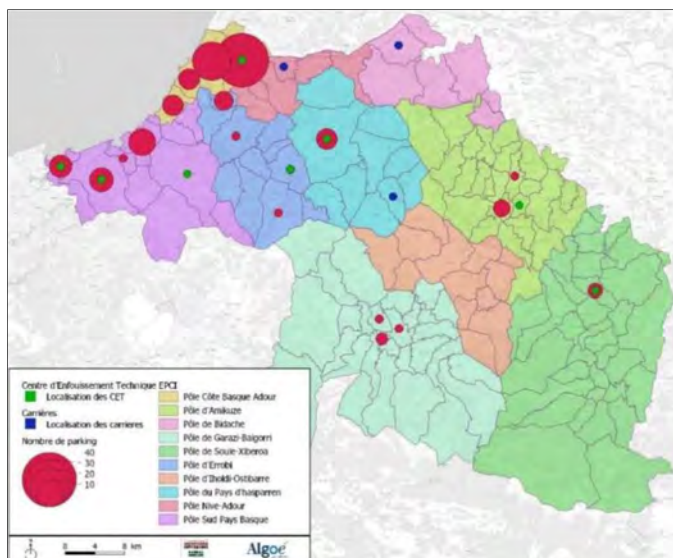 Centre d'Enfouissement Technique EPCI
Localisation des CET
Carrières
Localisation des carrieres
Nombre de parking
40
30
20
10
Pôle Côte Basque Adour
Pôle d'Amikuze
Pôle de Bidache
Pôle de Garazi-Baigorri
Pôle de Soule-Xiberoa
Pôle d'Errobi
Pôle d'Iholdi-Ostibarre
Pôle du Pays d'hasparren
Pôle Nive-Adour
Pôle Sud Pays Basque
0 4 8 km
Algoé